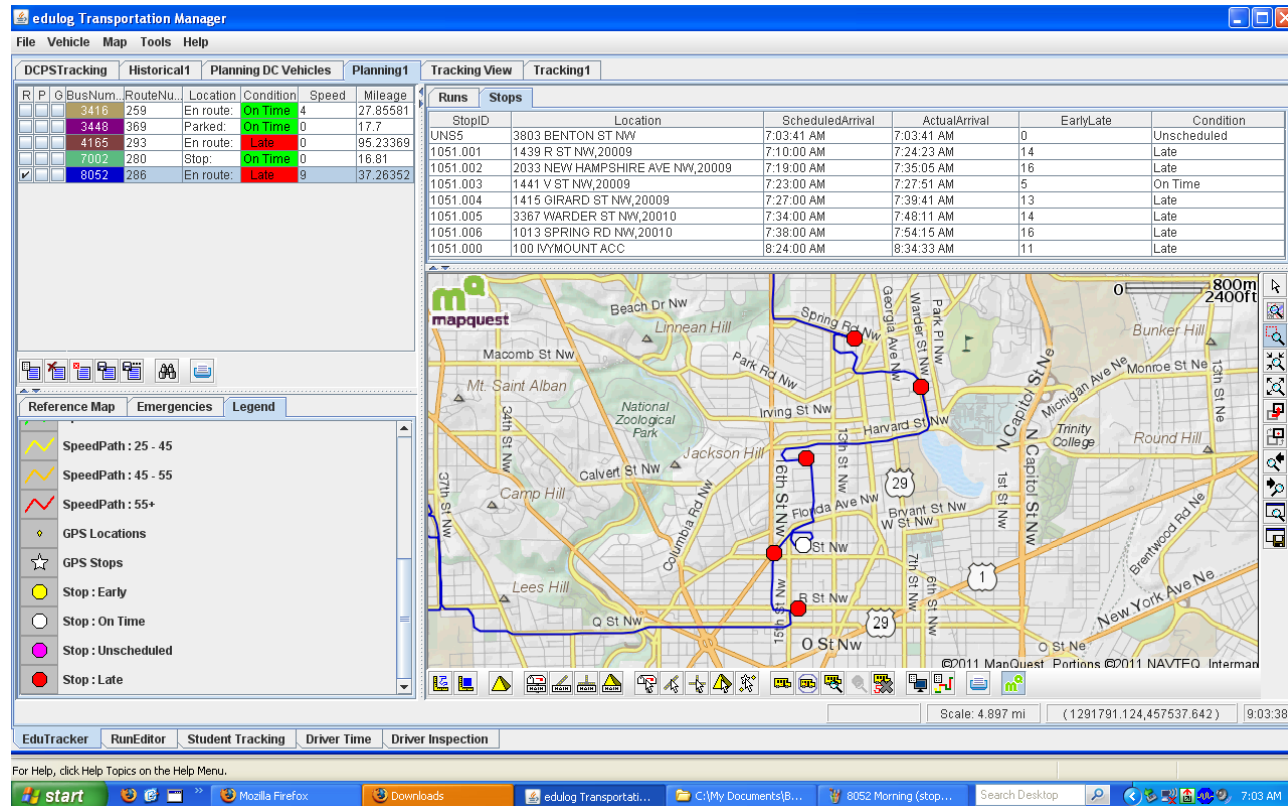 edulog Transportation Manager
File Vehicle Map Tools Help
DCPSTracking Historical1 Planning DC Vehicles Planning1 Tracking View Tracking1
R P G BusNum... RouteNu... Location Condition Speed Mileage
3416 259 En route: On Time 4 27.85581
3448 369 Parked: On Time 0 17.7
4165 293 En route: Late 0 95.23369
7002 280 Stop: On Time 0 16.81
8052 286 En route: Late 9 37.26352
Runs Stops
StopID Location ScheduledArrival ActualArrival EarlyLate Condition
UNS5 3803 BENTON ST NW 7:03:41 AM 7:03:41 AM 0 Unscheduled
1051.001 1439 R ST NW,20009 7:10:00 AM 7:24:23 AM 14 Late
1051.002 2033 NEW HAMPSHIRE AVE NW,20009 7:19:00 AM 7:35:05 AM 16 Late
1051.003 1441 V ST NW,20009 7:23:00 AM 7:27:51 AM 5 On Time
1051.004 1415 GIRARD ST NW,20009 7:27:00 AM 7:39:41 AM 13 Late
1051.005 3367 WARDER ST NW,20010 7:34:00 AM 7:48:11 AM 14 Late
1051.006 1013 SPRING RD NW,20010 7:38:00 AM 7:54:15 AM 16 Late
1051.000 100 IVYMOUNT ACC 8:24:00 AM 8:34:33 AM 11 Late
Reference Map Emergencies Legend
SpeedPath : 25 - 45
SpeedPath : 45 - 55
SpeedPath : 55+
GPS Locations
GPS Stops
Stop : Early
Stop : On Time
Stop : Unscheduled
Stop : Late
mq
mapquest
0 800m
2400ft
Beach Dr Nw
Linnean Hill
Spring Rd Nw
Georgia Ave Nw
Warder St Nw
Park Pl Nw
Bunker Hill
Macomb St Nw
Park Rd Nw
Michigan Ave Ne
Monroe St Ne
13th St Ne
Mt. Saint Alban
34th St Nw
National
Zoological
Park
Irving St Nw
Harvard St Nw
N Capitol St Ne
Trinity
College
Round Hill
Jackson Hill
13th St Nw
Calvert St Nw
37th St Nw
Camp Hill
16th St Nw
29
1st St Nw
N Capitol St Nw
Columbia Rd Nw
Florida Ave Nw
Bryant St Nw
W St Nw
Brentwood Rd Ne
St Nw
7th St Nw
6th St Nw
1
Lees Hill
New York Ave Ne
R St Nw
Q St Nw
15th St Nw
29
O St Nw
O St Ne
©2011 MapQuest Portions ©2011 NAVTEQ, Intermap
MAIN MAIN MAIN
mq
Scale: 4.897 mi (1291791.124,457537.642) 9:03:38
EduTracker RunEditor Student Tracking Driver Time Driver Inspection
For Help, click Help Topics on the Help Menu.
start Mozilla Firefox Downloads edulog Transportati... C:\My Documents\B... 8052 Morning (stop... Search Desktop 7:03 AM